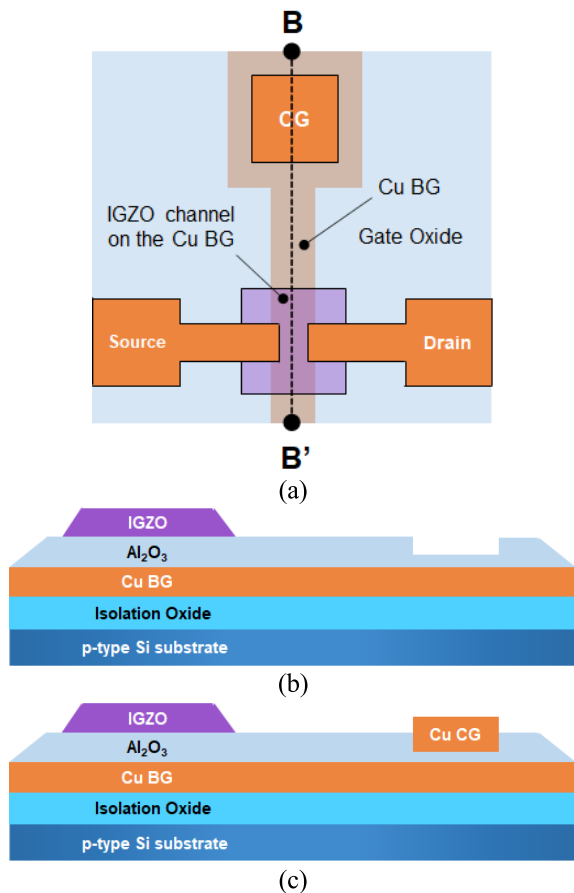 B
CG
Cu BG
IGZO channel
on the Cu BG
Gate Oxide
Source
Drain
B’
(a)
IGZO
Al₂O₃
Cu BG
Isolation Oxide
p-type Si substrate
(b)
IGZO
Cu CG
Al₂O₃
Cu BG
Isolation Oxide
p-type Si substrate
(c)